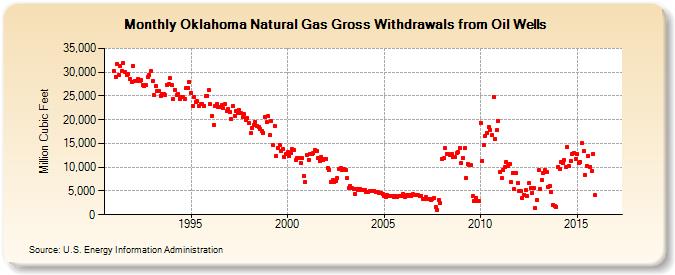 Monthly Oklahoma Natural Gas Gross Withdrawals from Oil Wells
Million Cubic Feet
35,000
30,000
25,000
20,000
15,000
10,000
5,000
0
1995 2000 2005 2010 2015
Source: U.S. Energy Information Administration